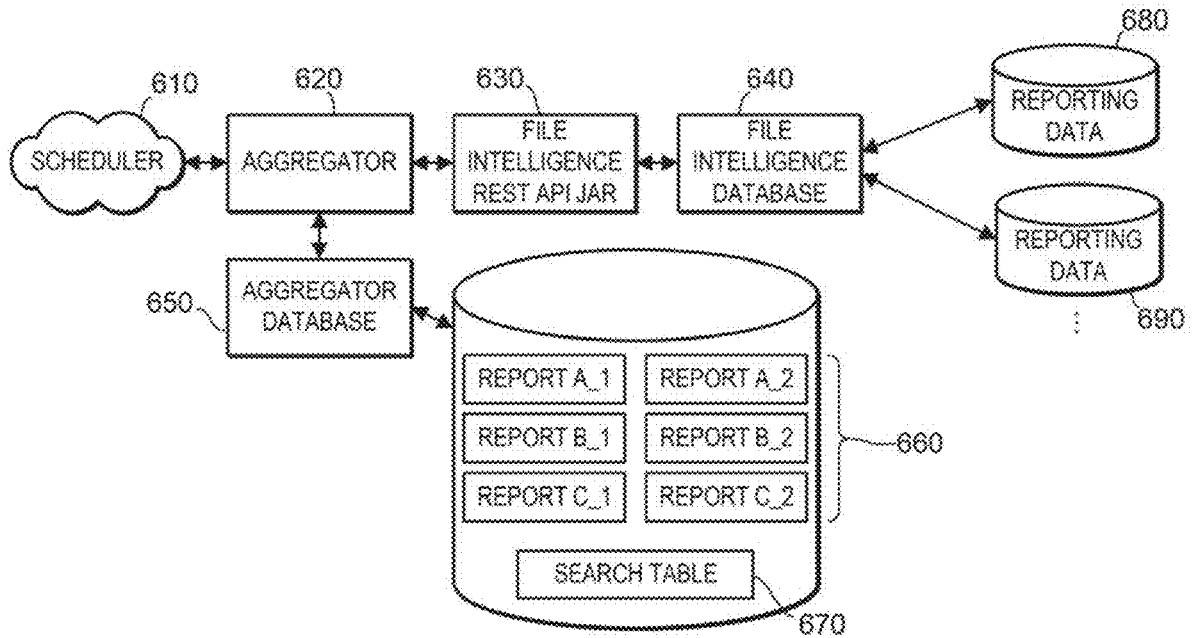 680
610
620
630
640
SCHEDULER
AGGREGATOR
FILE
INTELLIGENCE
REST API JAR
FILE
INTELLIGENCE
DATABASE
REPORTING
DATA
REPORTING
DATA
690
650
AGGREGATOR
DATABASE
REPORT A_1
REPORT A_2
REPORT B_1
REPORT B_2
REPORT C_1
REPORT C_2
660
SEARCH TABLE
670